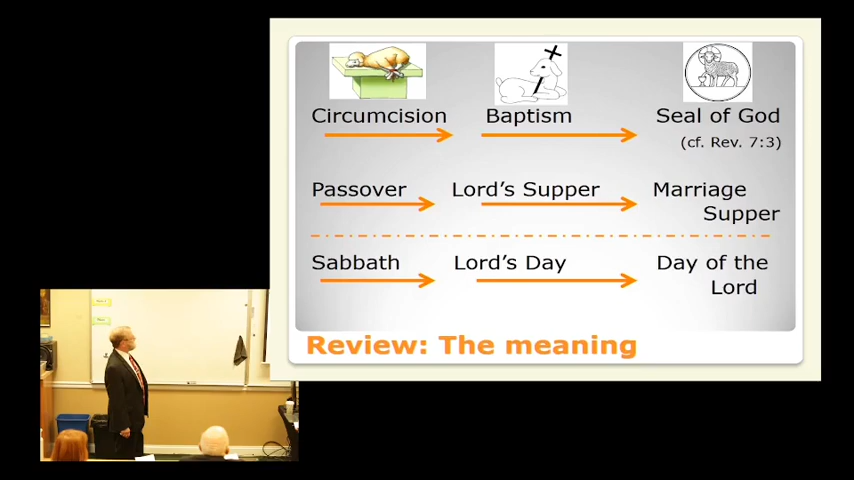 Circumcision Baptism Seal of God
(cf. Rev. 7:3)
Passover Lord's Supper Marriage
Supper
Sabbath Lord's Day Day of the
Lord
Review: The meaning